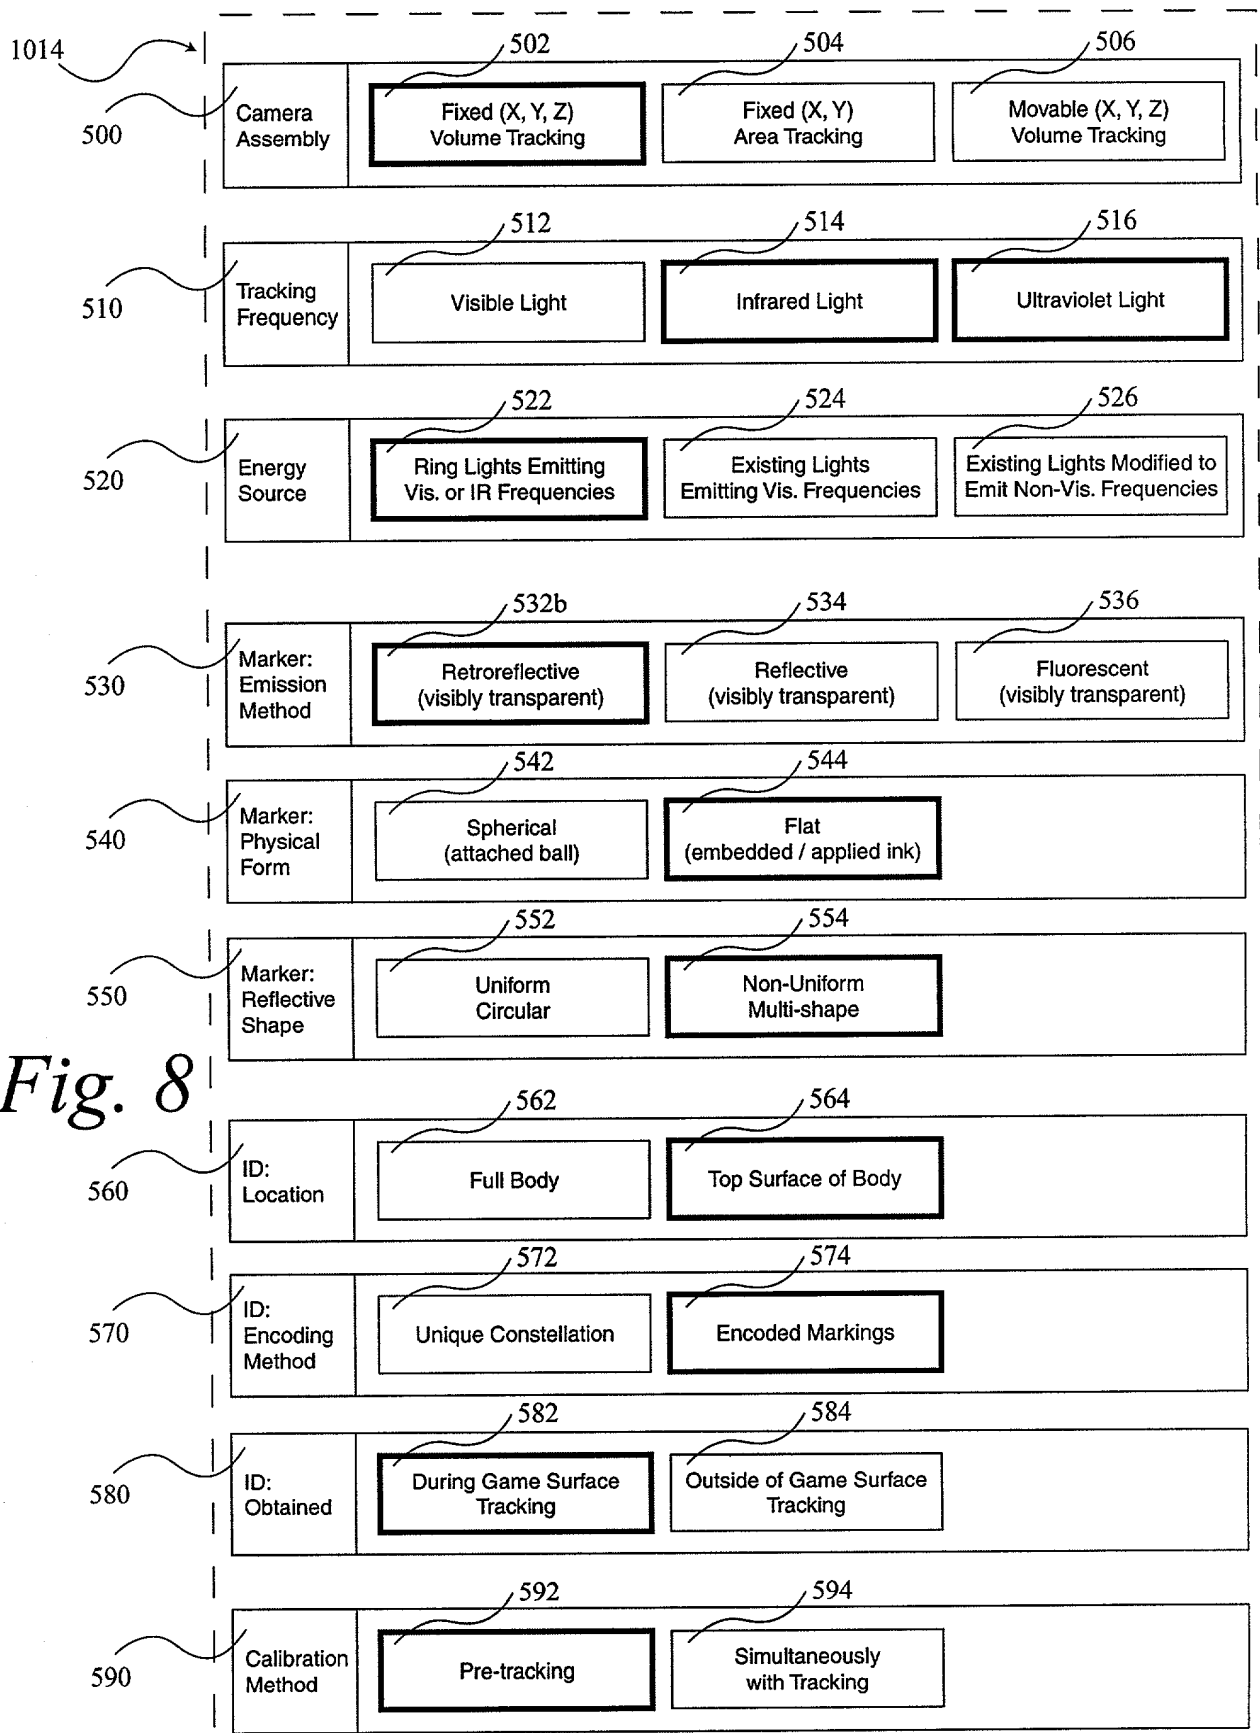 1014
502
504
506
500
Camera
Assembly
Fixed (X, Y, Z)
Volume Tracking
Fixed (X, Y)
Area Tracking
Movable (X, Y, Z)
Volume Tracking
512
514
516
510
Tracking
Frequency
Visible Light
Infrared Light
Ultraviolet Light
522
524
526
520
Energy
Source
Ring Lights Emitting
Vis. or IR Frequencies
Existing Lights
Emitting Vis. Frequencies
Existing Lights Modified to
Emit Non-Vis. Frequencies
532b
534
536
530
Marker:
Emission
Method
Retroreflective
(visibly transparent)
Reflective
(visibly transparent)
Fluorescent
(visibly transparent)
542
544
540
Marker:
Physical
Form
Spherical
(attached ball)
Flat
(embedded / applied ink)
552
554
550
Marker:
Reflective
Shape
Uniform
Circular
Non-Uniform
Multi-shape
Fig. 8
562
564
560
ID:
Location
Full Body
Top Surface of Body
572
574
570
ID:
Encoding
Method
Unique Constellation
Encoded Markings
582
584
580
ID:
Obtained
During Game Surface
Tracking
Outside of Game Surface
Tracking
592
594
590
Calibration
Method
Pre-tracking
Simultaneously
with Tracking